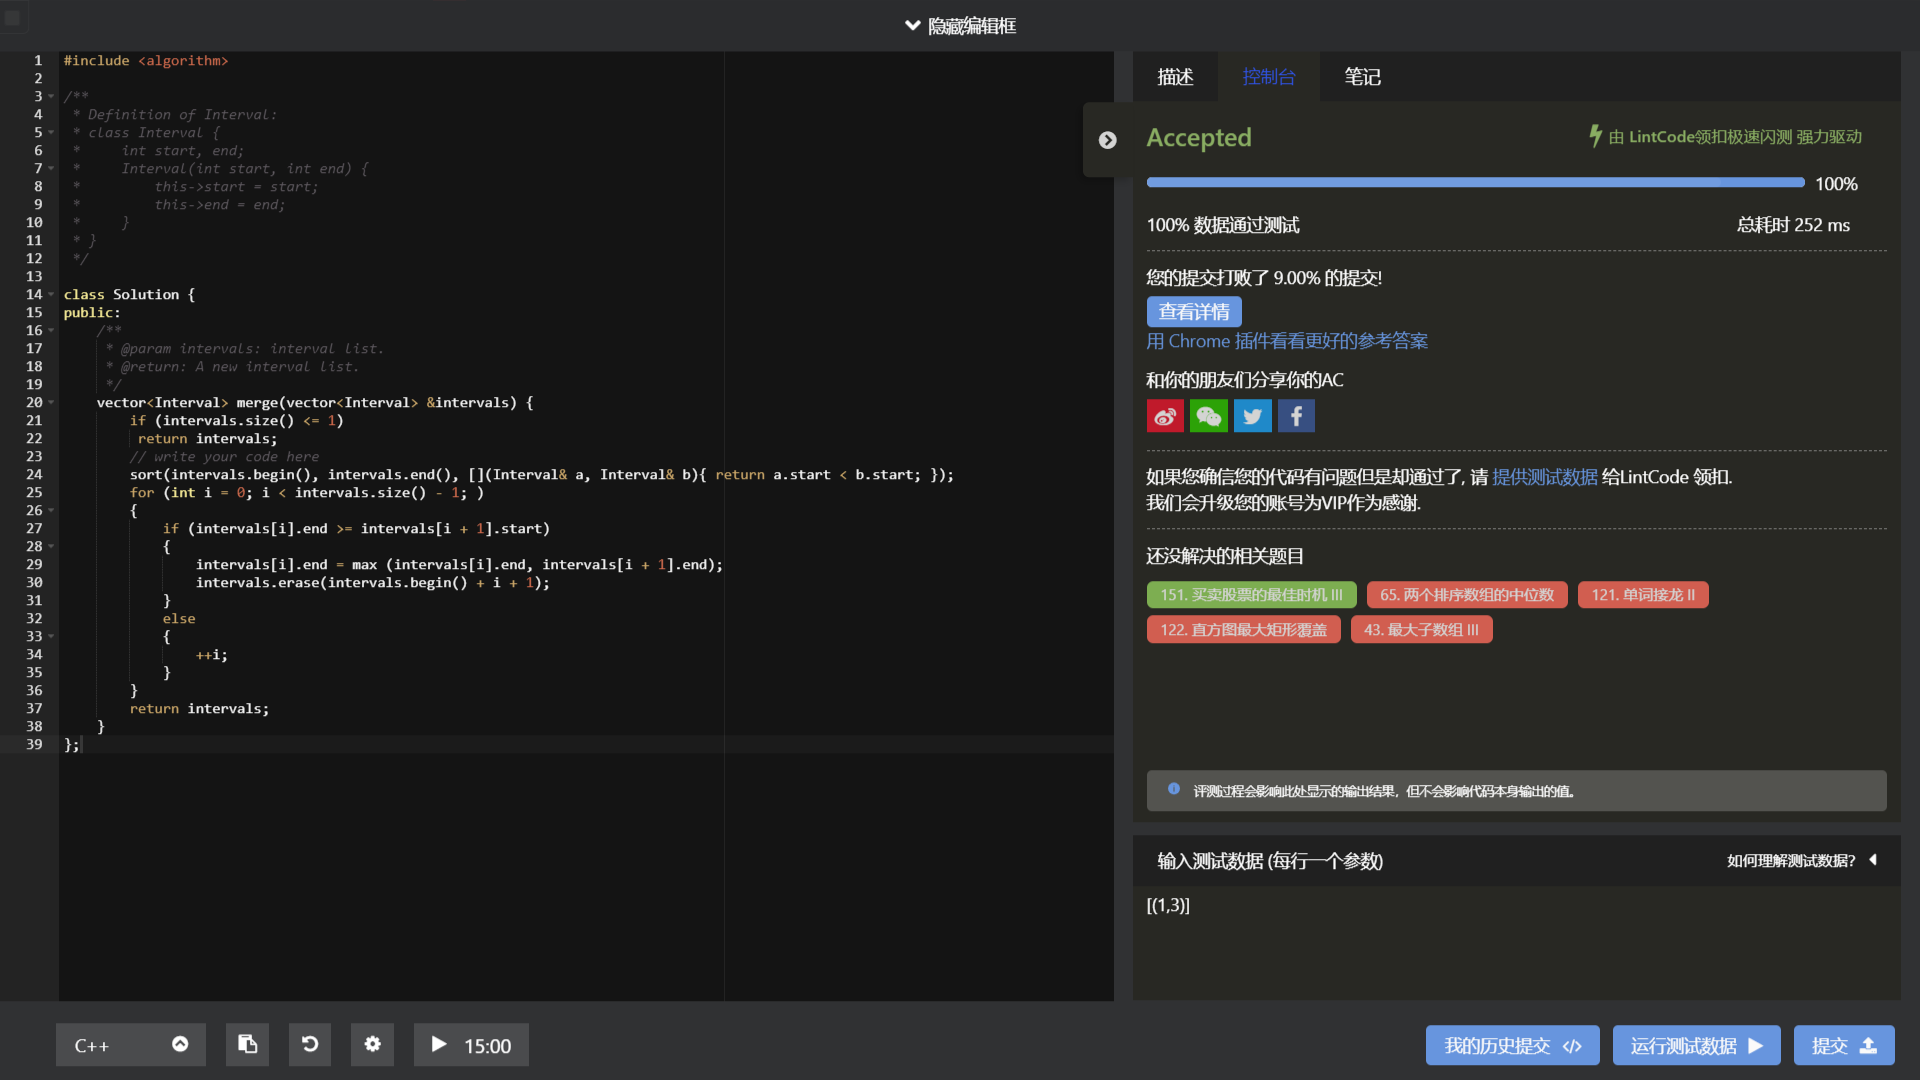 隐藏编辑框
1 #include <algorithm>
2
3 /**
4  * Definition of Interval:
5  * class Interval {
6  *     int start, end;
7  *     Interval(int start, int end) {
8  *         this->start = start;
9  *         this->end = end;
10  *     }
11  * }
12  */
13
14 class Solution {
15 public:
16     /**
17      * @param intervals: interval list.
18      * @return: A new interval list.
19      */
20     vector<Interval> merge(vector<Interval> &intervals) {
21         if (intervals.size() <= 1)
22          return intervals;
23         // write your code here
24         sort(intervals.begin(), intervals.end(), [](Interval& a, Interval& b){ return a.start < b.start; });
25         for (int i = 0; i < intervals.size() - 1; )
26         {
27             if (intervals[i].end >= intervals[i + 1].start)
28             {
29                 intervals[i].end = max (intervals[i].end, intervals[i + 1].end);
30                 intervals.erase(intervals.begin() + i + 1);
31             }
32             else
33             {
34                 ++i;
35             }
36         }
37         return intervals;
38     }
39 };
C++
15:00
描述 控制台 笔记
Accepted
由 LintCode领扣极速闪测 强力驱动
100%
100% 数据通过测试
总耗时 252 ms
您的提交打败了 9.00% 的提交!
查看详情
用 Chrome 插件看看更好的参考答案
和你的朋友们分享你的AC
如果您确信您的代码有问题但是却通过了, 请 提供测试数据 给LintCode 领扣.
我们会升级您的账号为VIP作为感谢.
还没解决的相关题目
151. 买卖股票的最佳时机 III
65. 两个排序数组的中位数
121. 单词接龙 II
122. 直方图最大矩形覆盖
43. 最大子数组 III
评测过程会影响此处显示的输出结果，但不会影响代码本身输出的值。
输入测试数据 (每行一个参数)
如何理解测试数据?
[(1,3)]
我的历史提交
运行测试数据
提交